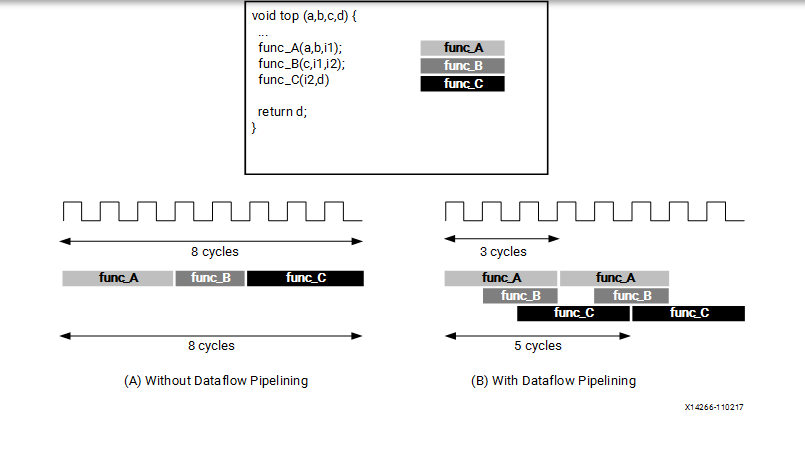 void top (a,b,c,d) {
...
func_A(a,b,i1);
func_B(c,i1,i2);
func_C(i2,d)
return d;
}
func_A
func_B
func_C
8 cycles
func_A func_B func_C
8 cycles
(A) Without Dataflow Pipelining
3 cycles
func_A func_A
func_B func_B
func_C func_C
5 cycles
(B) With Dataflow Pipelining
X14266-110217